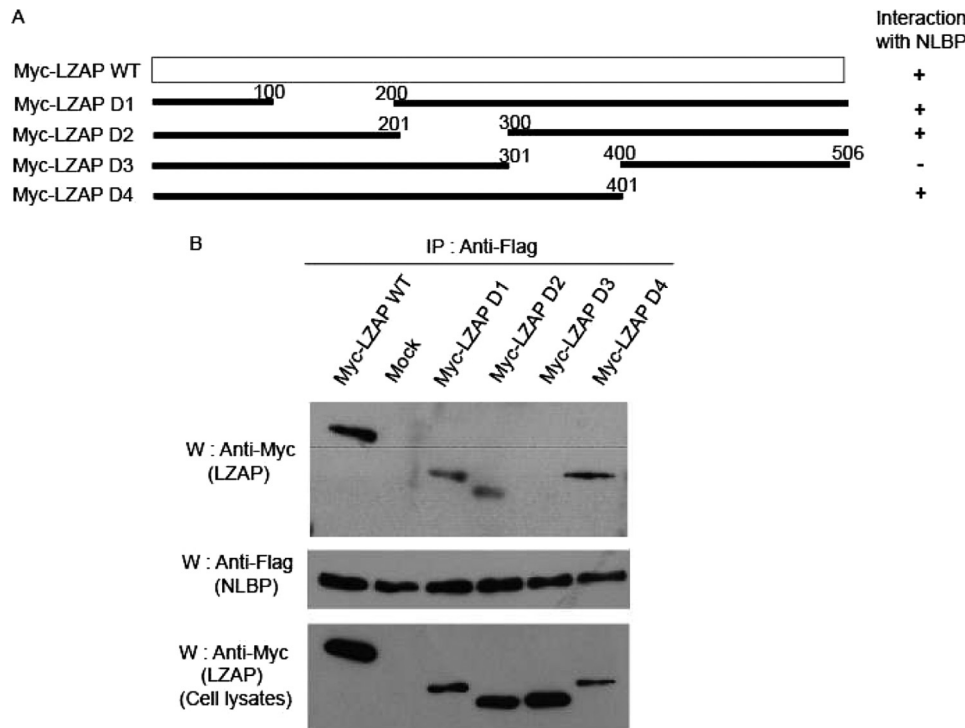 A
Interaction
with NLBP
Myc-LZAP WT
+
Myc-LZAP D1
100
200
+
Myc-LZAP D2
201
300
+
Myc-LZAP D3
301
400
506
-
Myc-LZAP D4
401
+
B
IP : Anti-Flag
Myc-LZAP WT
Mock
Myc-LZAP D1
Myc-LZAP D2
Myc-LZAP D3
Myc-LZAP D4
W : Anti-Myc
(LZAP)
W : Anti-Flag
(NLBP)
W : Anti-Myc
(LZAP)
(Cell lysates)